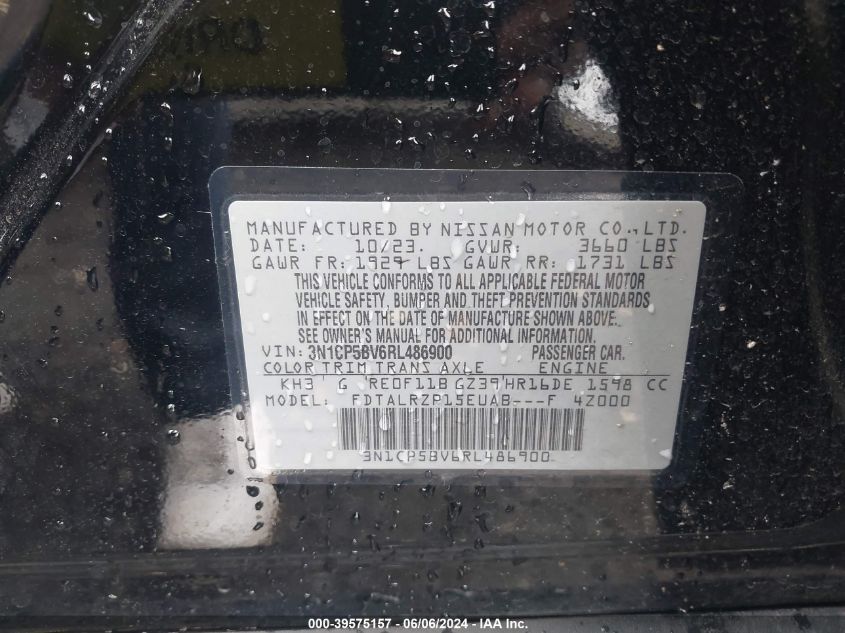 MANUFACTURED BY NISSAN MOTOR CO.,LTD.
DATE: 10/23. GVWR: 3660 LBS
GAWR FR: 1929 LBS GAWR RR: 1731 LBS
THIS VEHICLE CONFORMS TO ALL APPLICABLE FEDERAL MOTOR
VEHICLE SAFETY, BUMPER AND THEFT PREVENTION STANDARDS
IN EFFECT ON THE DATE OF MANUFACTURE SHOWN ABOVE.
SEE OWNER'S MANUAL FOR ADDITIONAL INFORMATION.
VIN: 3N1CP5BV6RL486900 PASSENGER CAR.
COLOR TRIM TRANS AXLE ENGINE
KH3 G RE0F11B GZ39 HR16DE 1598 CC
MODEL: FDTALRZP15EUAB---F 4Z000
3N1CP5BV6RL486900
000-39575157 - 06/06/2024 - IAA Inc.